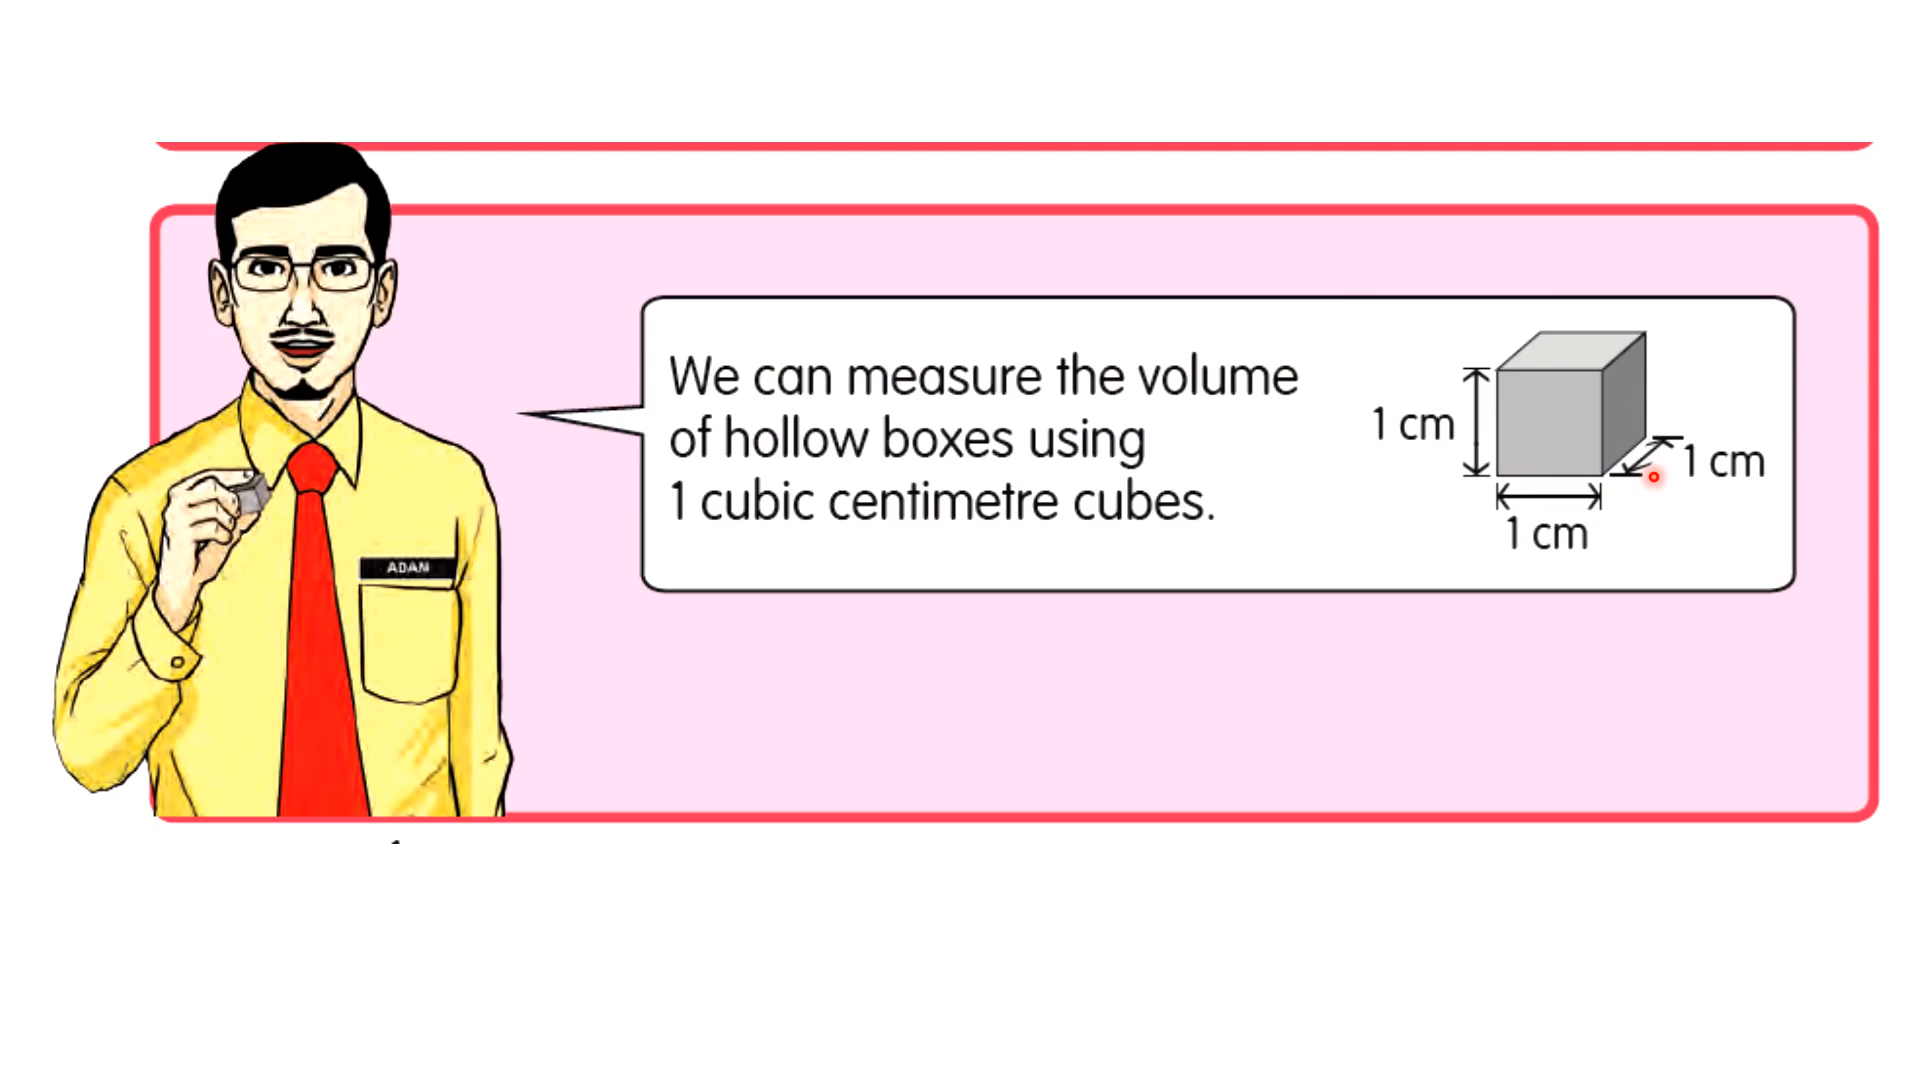 We can measure the volume
of hollow boxes using
1 cubic centimetre cubes.
1 cm
1 cm
1 cm
ADAM